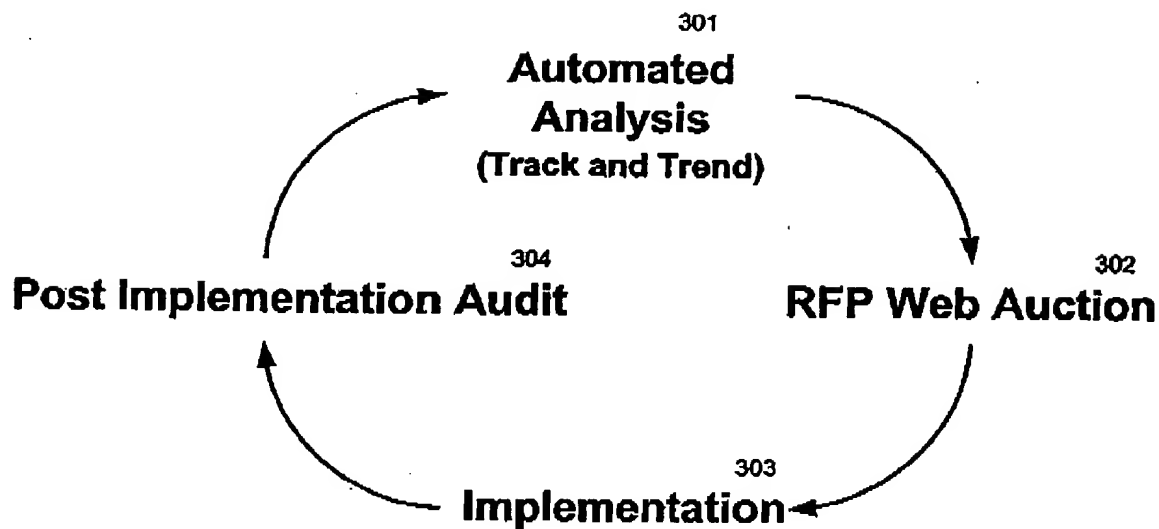 301
Automated
Analysis
(Track and Trend)
304
Post Implementation Audit
302
RFP Web Auction
303
Implementation